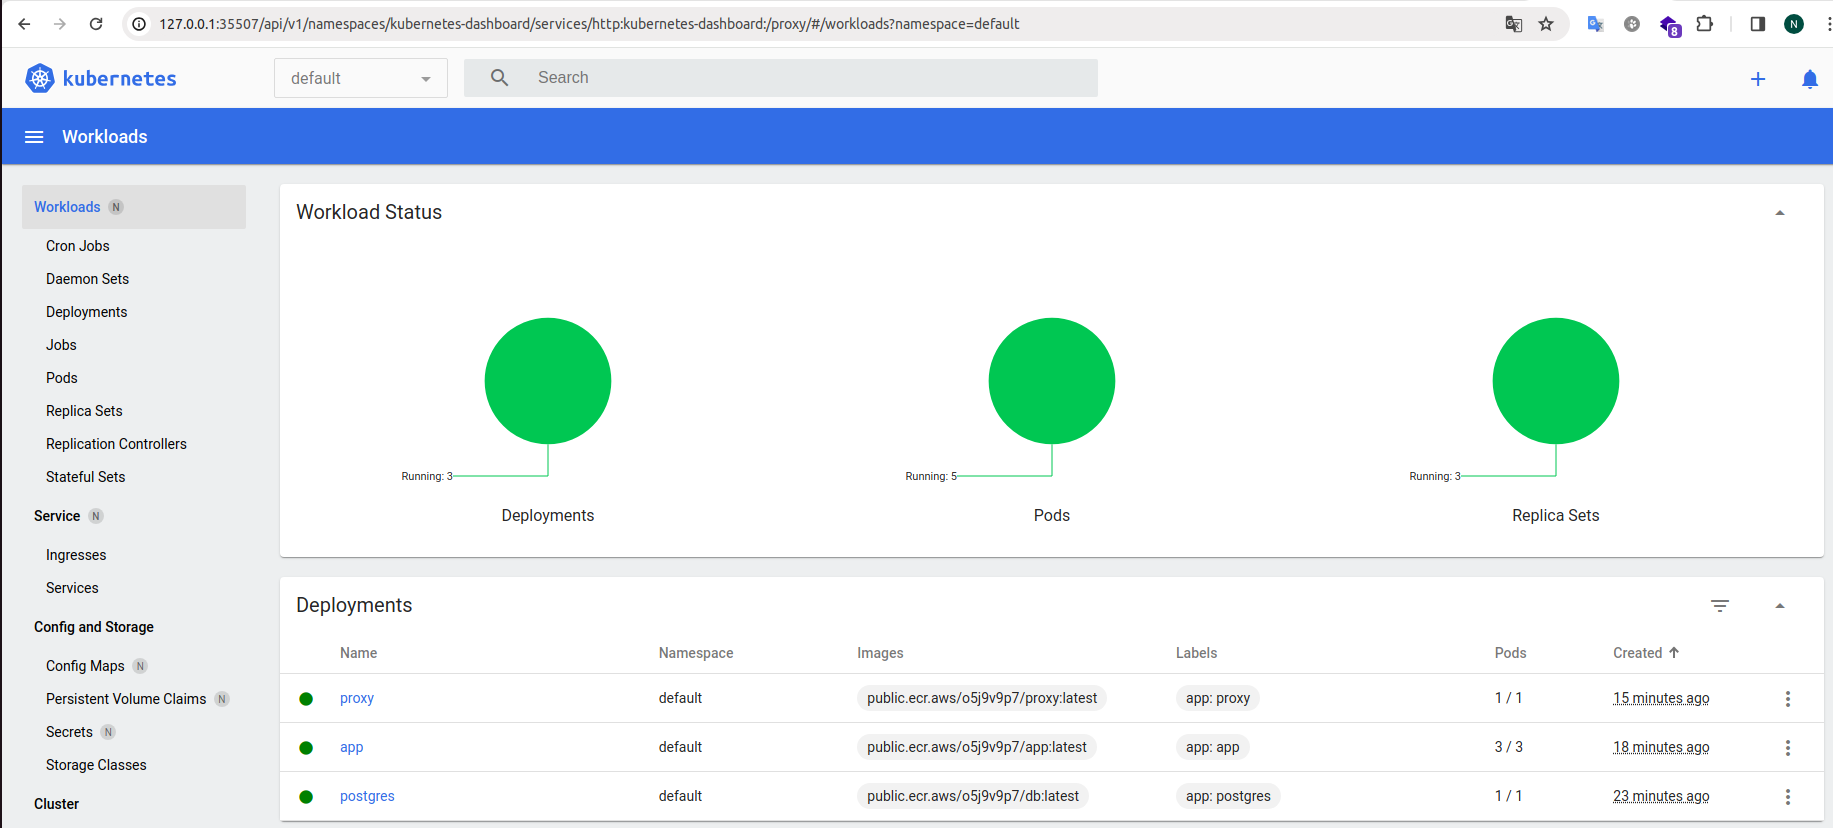 127.0.0.1:35507/api/v1/namespaces/kubernetes-dashboard/services/http:kubernetes-dashboard:/proxy/#/workloads?namespace=default
8
N
kubernetes
default
Search
Workloads
Workloads N
Cron Jobs
Daemon Sets
Deployments
Jobs
Pods
Replica Sets
Replication Controllers
Stateful Sets
Service N
Ingresses
Services
Config and Storage
Config Maps N
Persistent Volume Claims N
Secrets N
Storage Classes
Cluster
Workload Status
Running: 3
Deployments
Running: 5
Pods
Running: 3
Replica Sets
Deployments
Name Namespace Images Labels Pods Created
proxy default public.ecr.aws/o5j9v9p7/proxy:latest app: proxy 1 / 1 15 minutes ago
app default public.ecr.aws/o5j9v9p7/app:latest app: app 3 / 3 18 minutes ago
postgres default public.ecr.aws/o5j9v9p7/db:latest app: postgres 1 / 1 23 minutes ago